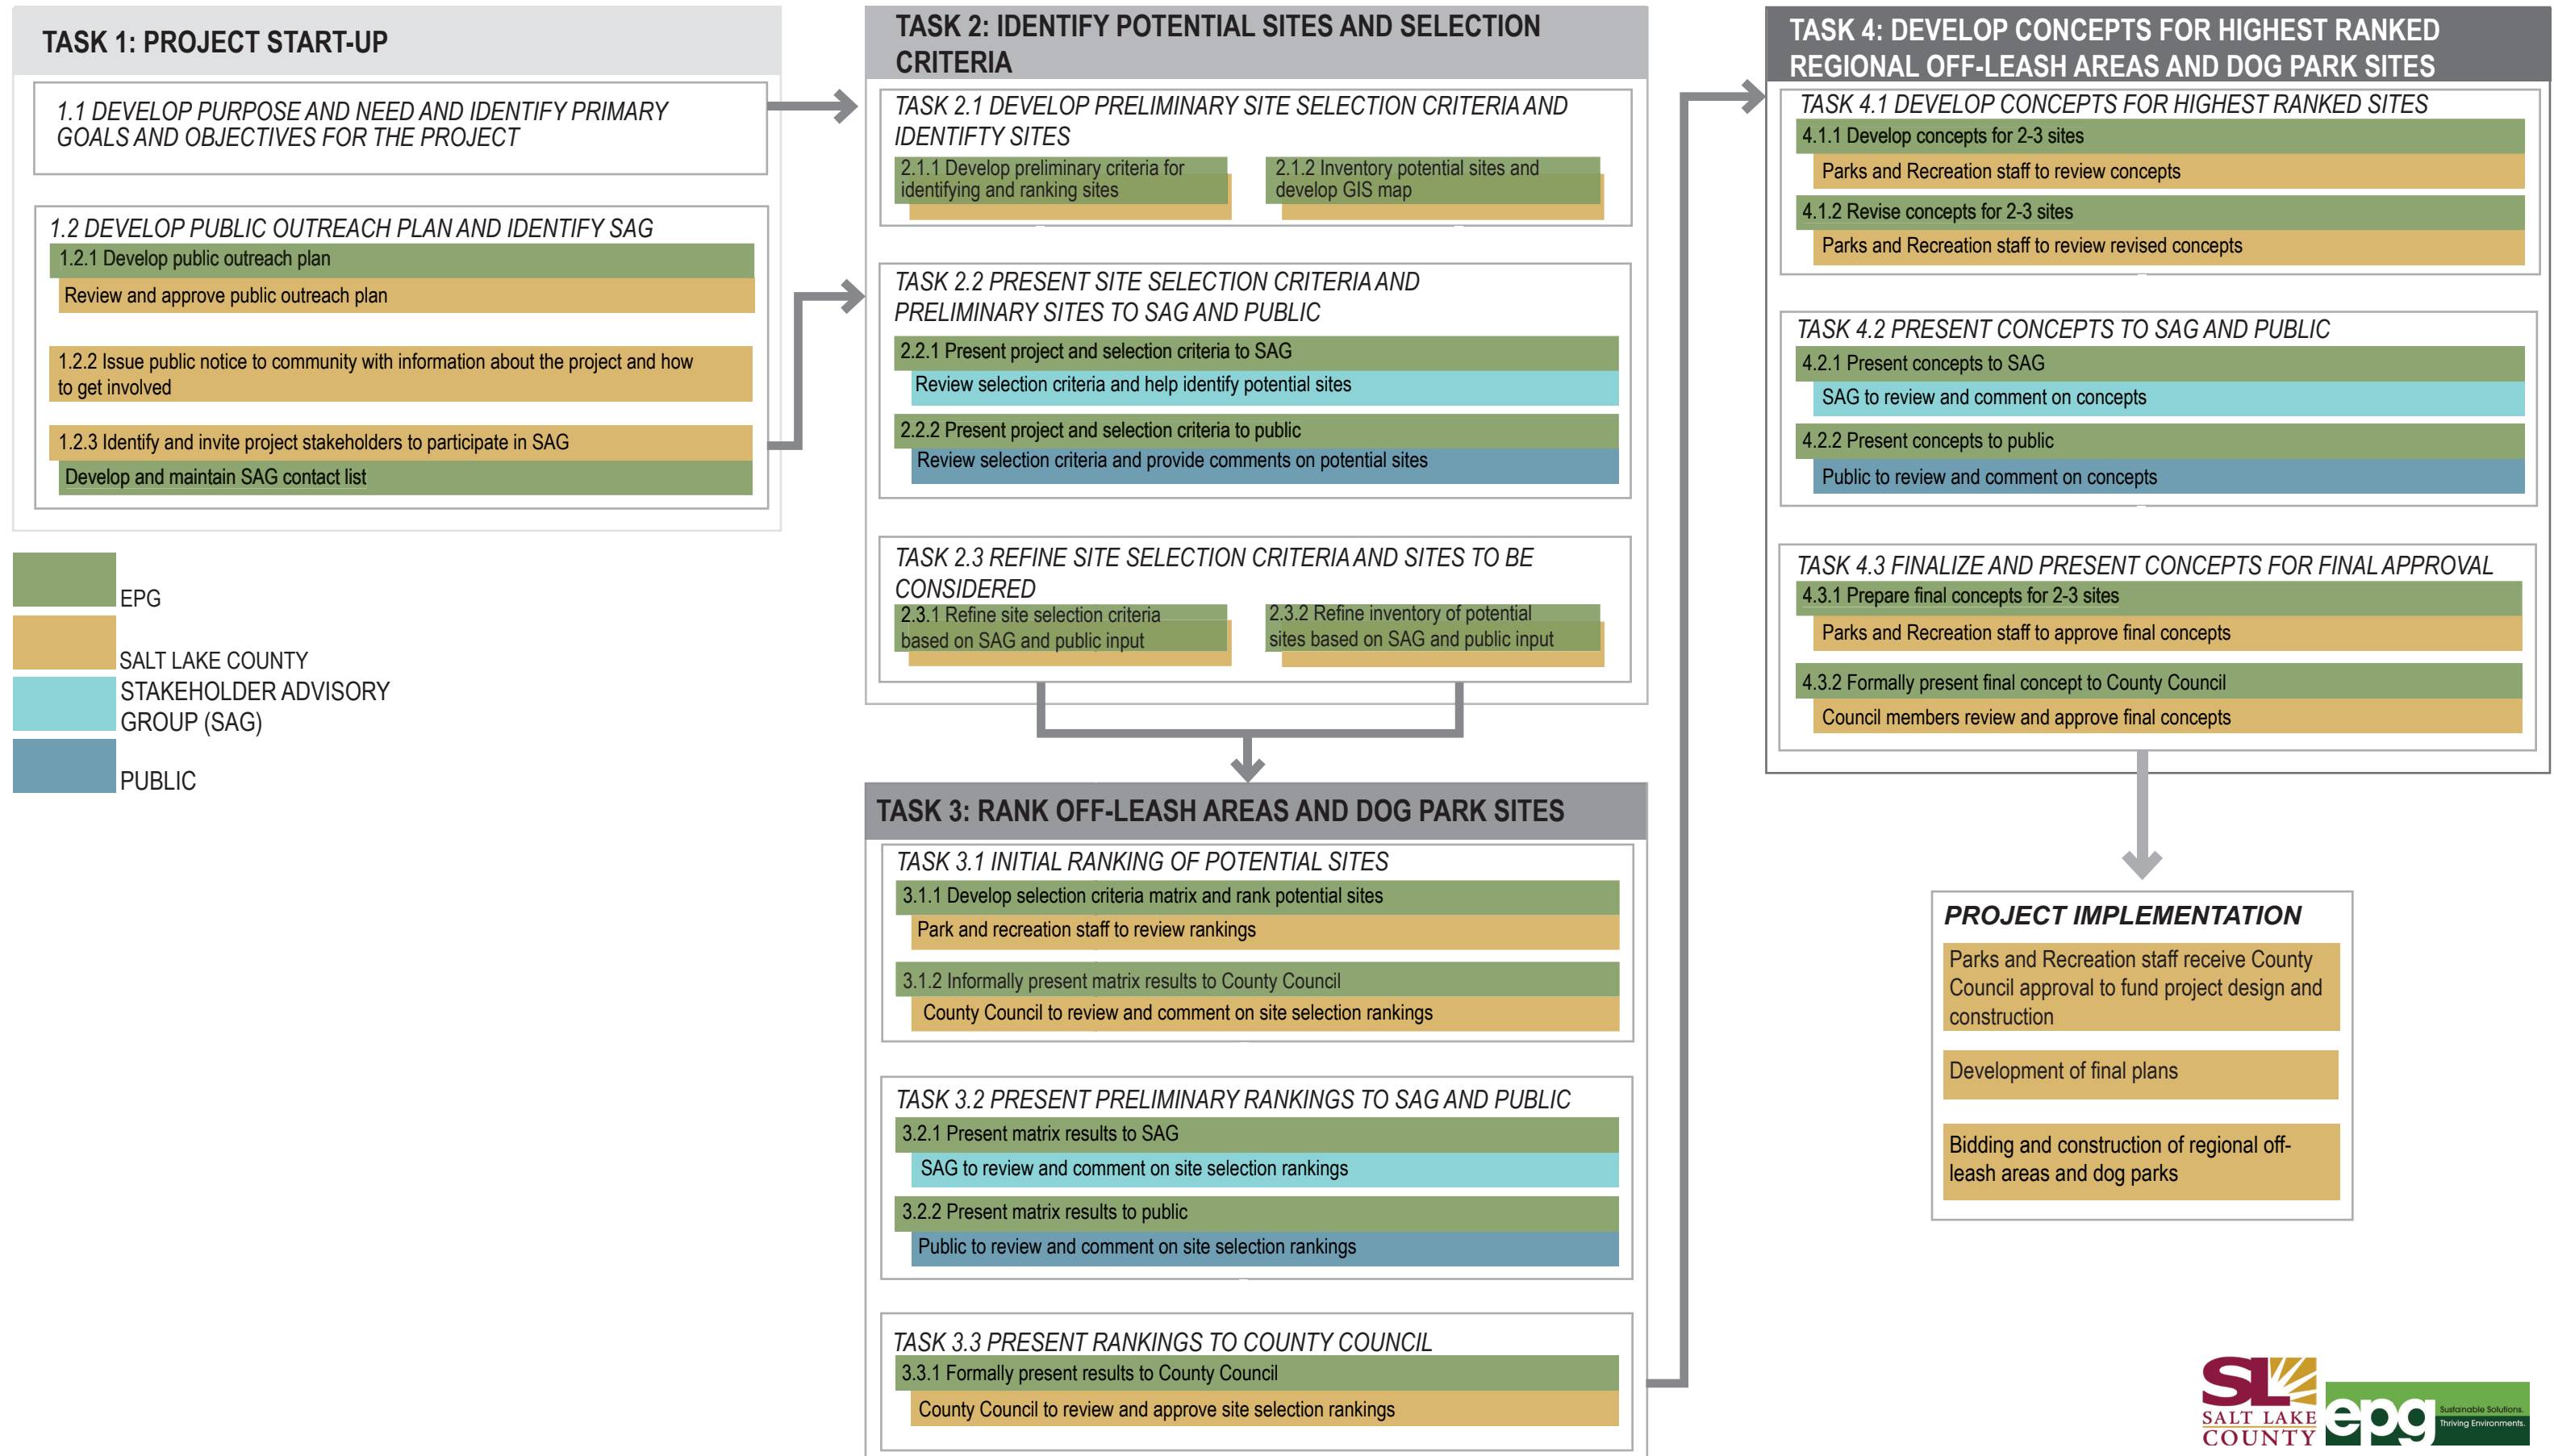 TASK 1: PROJECT START-UP
1.1 DEVELOP PURPOSE AND NEED AND IDENTIFY PRIMARY
GOALS AND OBJECTIVES FOR THE PROJECT
1.2 DEVELOP PUBLIC OUTREACH PLAN AND IDENTIFY SAG
1.2.1 Develop public outreach plan
Review and approve public outreach plan
1.2.2 Issue public notice to community with information about the project and how
to get involved
1.2.3 Identify and invite project stakeholders to participate in SAG
Develop and maintain SAG contact list
EPG
SALT LAKE COUNTY
STAKEHOLDER ADVISORY
GROUP (SAG)
PUBLIC
TASK 2: IDENTIFY POTENTIAL SITES AND SELECTION
CRITERIA
TASK 2.1 DEVELOP PRELIMINARY SITE SELECTION CRITERIA AND
IDENTIFTY SITES
2.1.1 Develop preliminary criteria for
identifying and ranking sites
2.1.2 Inventory potential sites and
develop GIS map
TASK 2.2 PRESENT SITE SELECTION CRITERIA AND
PRELIMINARY SITES TO SAG AND PUBLIC
2.2.1 Present project and selection criteria to SAG
Review selection criteria and help identify potential sites
2.2.2 Present project and selection criteria to public
Review selection criteria and provide comments on potential sites
TASK 2.3 REFINE SITE SELECTION CRITERIA AND SITES TO BE
CONSIDERED
2.3.1 Refine site selection criteria
based on SAG and public input
2.3.2 Refine inventory of potential
sites based on SAG and public input
TASK 3: RANK OFF-LEASH AREAS AND DOG PARK SITES
TASK 3.1 INITIAL RANKING OF POTENTIAL SITES
3.1.1 Develop selection criteria matrix and rank potential sites
Park and recreation staff to review rankings
3.1.2 Informally present matrix results to County Council
County Council to review and comment on site selection rankings
TASK 3.2 PRESENT PRELIMINARY RANKINGS TO SAG AND PUBLIC
3.2.1 Present matrix results to SAG
SAG to review and comment on site selection rankings
3.2.2 Present matrix results to public
Public to review and comment on site selection rankings
TASK 3.3 PRESENT RANKINGS TO COUNTY COUNCIL
3.3.1 Formally present results to County Council
County Council to review and approve site selection rankings
TASK 4: DEVELOP CONCEPTS FOR HIGHEST RANKED
REGIONAL OFF-LEASH AREAS AND DOG PARK SITES
TASK 4.1 DEVELOP CONCEPTS FOR HIGHEST RANKED SITES
4.1.1 Develop concepts for 2-3 sites
Parks and Recreation staff to review concepts
4.1.2 Revise concepts for 2-3 sites
Parks and Recreation staff to review revised concepts
TASK 4.2 PRESENT CONCEPTS TO SAG AND PUBLIC
4.2.1 Present concepts to SAG
SAG to review and comment on concepts
4.2.2 Present concepts to public
Public to review and comment on concepts
TASK 4.3 FINALIZE AND PRESENT CONCEPTS FOR FINAL APPROVAL
4.3.1 Prepare final concepts for 2-3 sites
Parks and Recreation staff to approve final concepts
4.3.2 Formally present final concept to County Council
Council members review and approve final concepts
PROJECT IMPLEMENTATION
Parks and Recreation staff receive County
Council approval to fund project design and
construction
Development of final plans
Bidding and construction of regional off-
leash areas and dog parks
SL
SALT LAKE
COUNTY
epg
Sustainable Solutions.
Thriving Environments.